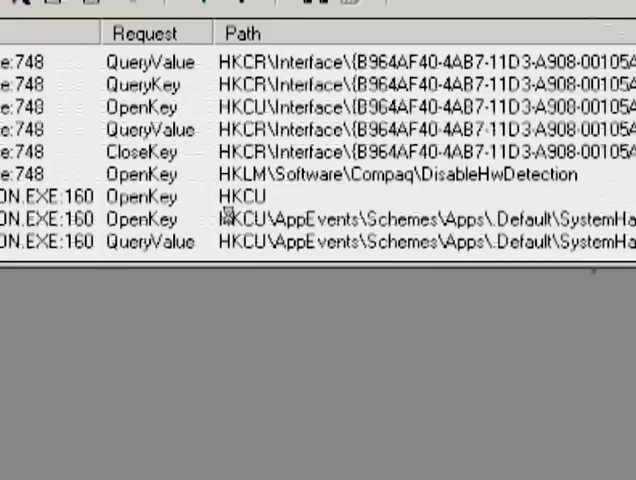 Request Path
e:748 QueryValue HKCR\Interface\{B964AF40-4AB7-11D3-A908-00105A
e:748 QueryKey HKCR\Interface\{B964AF40-4AB7-11D3-A908-00105A
e:748 OpenKey HKCU\Interface\{B964AF40-4AB7-11D3-A908-00105A
e:748 QueryValue HKCR\Interface\{B964AF40-4AB7-11D3-A908-00105A
e:748 CloseKey HKCR\Interface\{B964AF40-4AB7-11D3-A908-00105A
e:748 OpenKey HKLM\Software\Compaq\DisableHwDetection
ON.EXE:160 OpenKey HKCU
ON.EXE:160 OpenKey HKCU\AppEvents\Schemes\Apps\.Default\SystemHa
ON.EXE:160 QueryValue HKCU\AppEvents\Schemes\Apps\.Default\SystemHa